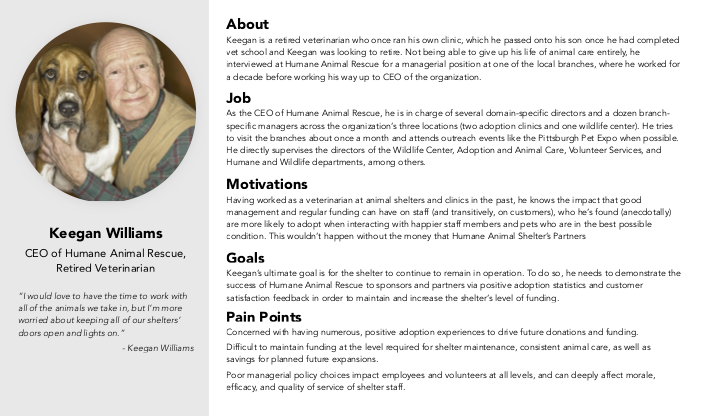 Keegan Williams
CEO of Humane Animal Rescue,
Retired Veterinarian
"I would love to have the time to work with
all of the animals we take in, but I'm more
worried about keeping all of our shelters'
doors open and lights on."
- Keegan Williams
About
Keegan is a retired veterinarian who once ran his own clinic, which he passed onto his son once he had completed
vet school and Keegan was looking to retire. Not being able to give up his life of animal care entirely, he
interviewed at Humane Animal Rescue for a managerial position at one of the local branches, where he worked for
a decade before working his way up to CEO of the organization.
Job
As the CEO of Humane Animal Rescue, he is in charge of several domain-specific directors and a dozen branch-
specific managers across the organization's three locations (two adoption clinics and one wildlife center). He tries
to visit the branches about once a month and attends outreach events like the Pittsburgh Pet Expo when possible.
He directly supervises the directors of the Wildlife Center, Adoption and Animal Care, Volunteer Services, and
Humane and Wildlife departments, among others.
Motivations
Having worked as a veterinarian at animal shelters and clinics in the past, he knows the impact that good
management and regular funding can have on staff (and transitively, on customers), who he's found (anecdotally)
are more likely to adopt when interacting with happier staff members and pets who are in the best possible
condition. This wouldn't happen without the money that Humane Animal Shelter's Partners
Goals
Keegan's ultimate goal is for the shelter to continue to remain in operation. To do so, he needs to demonstrate the
success of Humane Animal Rescue to sponsors and partners via positive adoption statistics and customer
satisfaction feedback in order to maintain and increase the shelter's level of funding.
Pain Points
Concerned with having numerous, positive adoption experiences to drive future donations and funding.
Difficult to maintain funding at the level required for shelter maintenance, consistent animal care, as well as
savings for planned future expansions.
Poor managerial policy choices impact employees and volunteers at all levels, and can deeply affect morale,
efficacy, and quality of service of shelter staff.